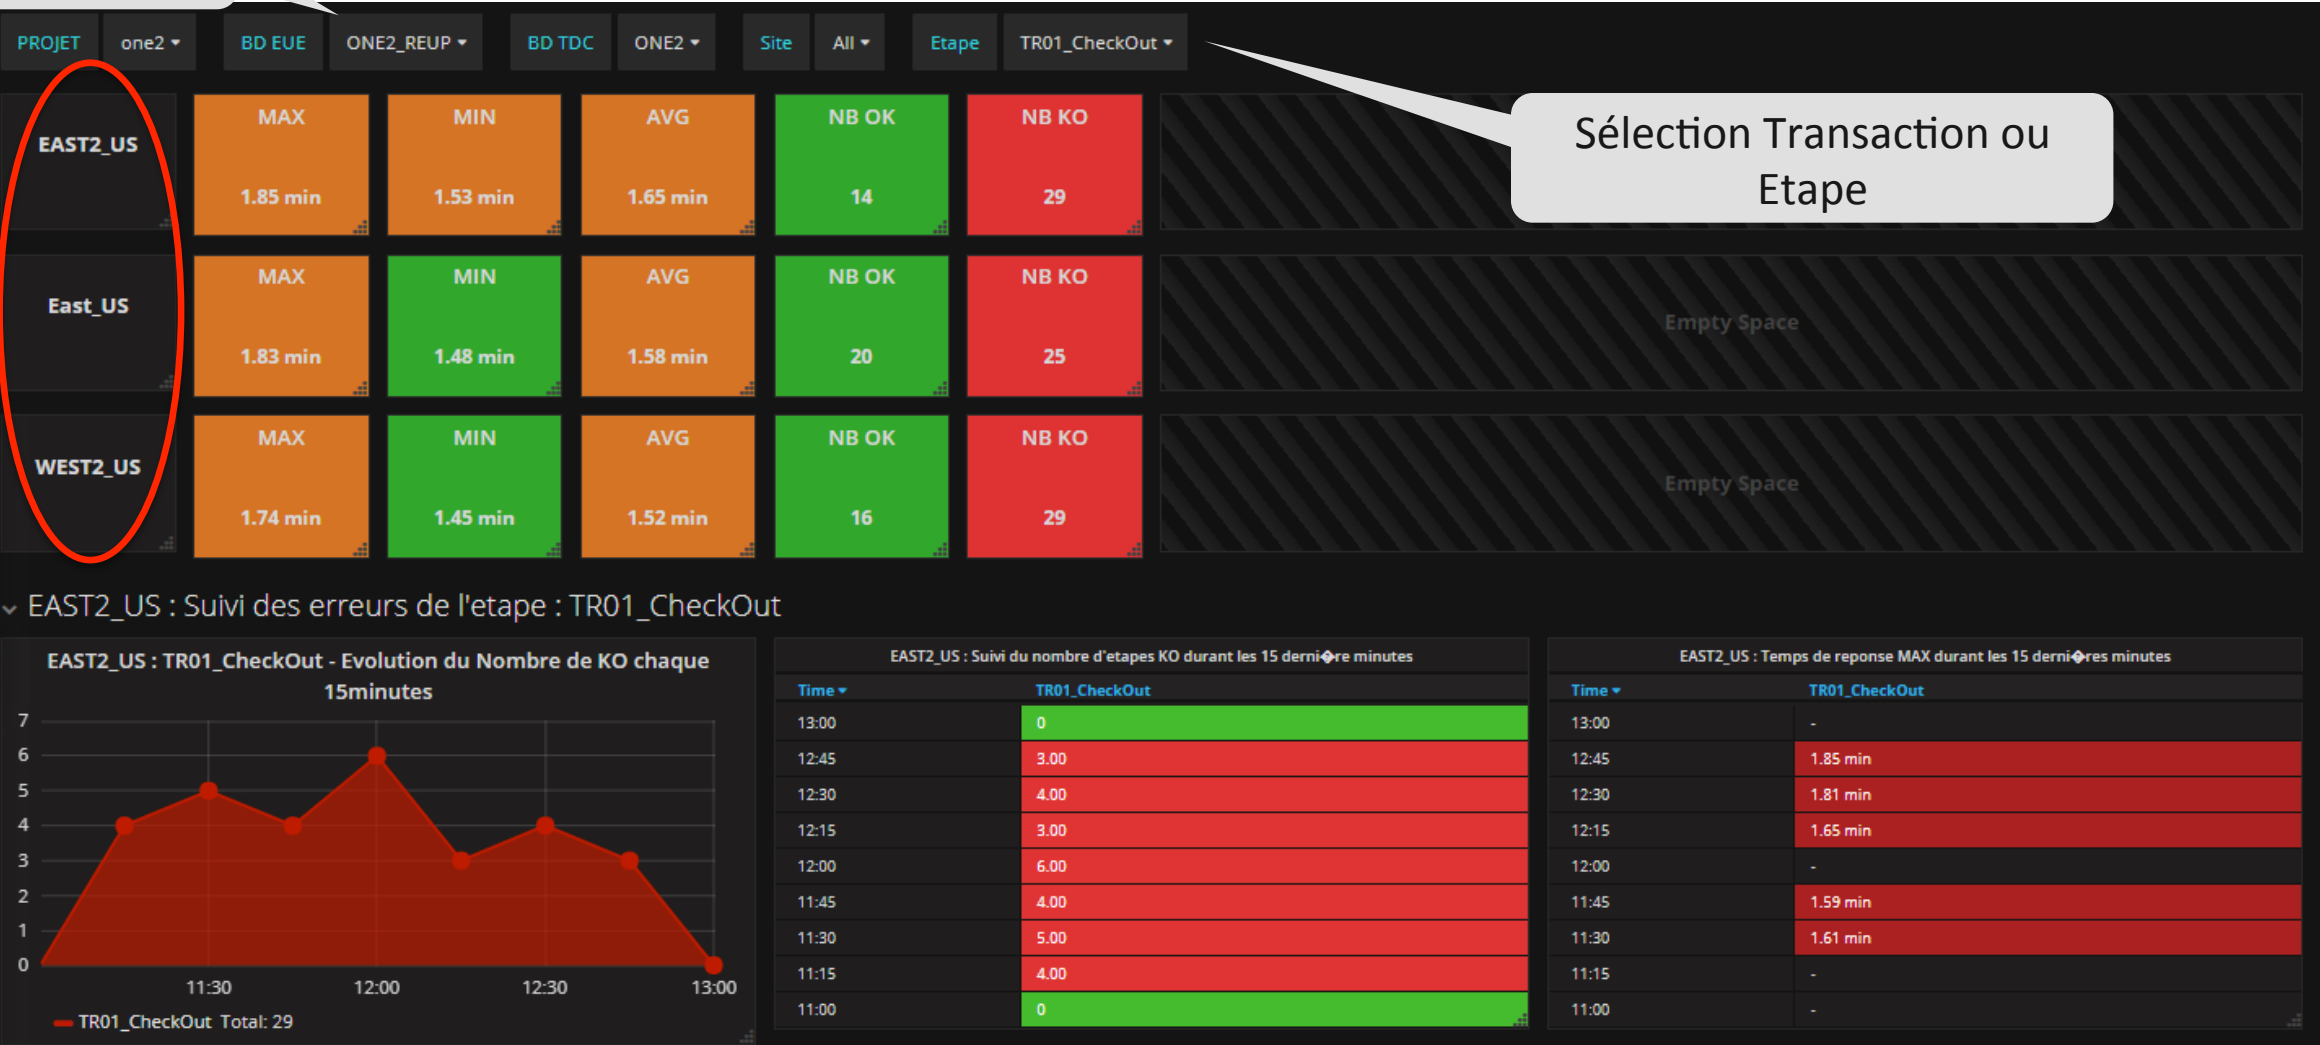 PROJET one2 BD EUE ONE2_REUP BD TDC ONE2 Site All Etape TR01_CheckOut
Sélection Transaction ou
Etape
EAST2_US
MAX MIN AVG NB OK NB KO
1.85 min 1.53 min 1.65 min 14 29
East_US
MAX MIN AVG NB OK NB KO
1.83 min 1.48 min 1.58 min 20 25
Empty Space
WEST2_US
MAX MIN AVG NB OK NB KO
1.74 min 1.45 min 1.52 min 16 29
Empty Space
EAST2_US : Suivi des erreurs de l'etape : TR01_CheckOut
EAST2_US : TR01_CheckOut - Evolution du Nombre de KO chaque
15minutes
7
6
5
4
3
2
1
0
11:30 12:00 12:30 13:00
TR01_CheckOut Total: 29
EAST2_US : Suivi du nombre d'etapes KO durant les 15 derni�re minutes
Time TR01_CheckOut
13:00 0
12:45 3.00
12:30 4.00
12:15 3.00
12:00 6.00
11:45 4.00
11:30 5.00
11:15 4.00
11:00 0
EAST2_US : Temps de reponse MAX durant les 15 derni�res minutes
Time TR01_CheckOut
13:00 -
12:45 1.85 min
12:30 1.81 min
12:15 1.65 min
12:00 -
11:45 1.59 min
11:30 1.61 min
11:15 -
11:00 -